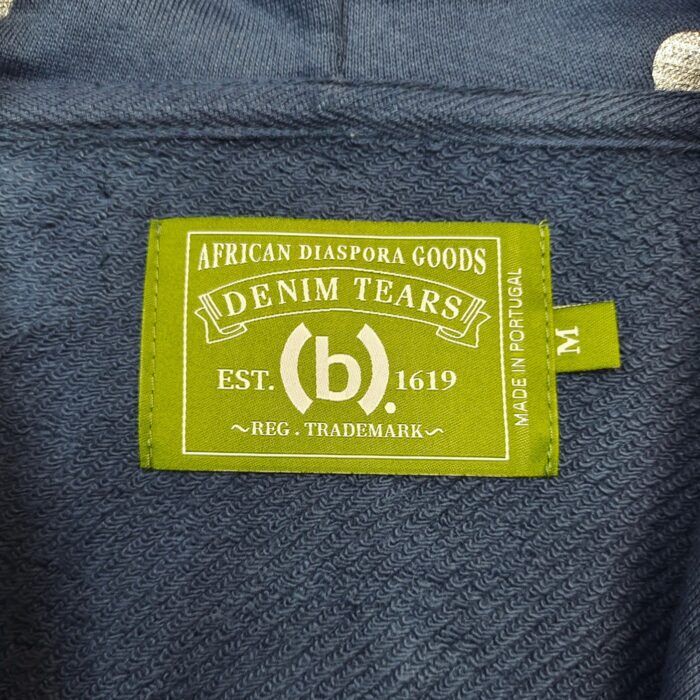 AFRICAN DIASPORA GOODS
DENIM TEARS
EST. (b). 1619
~REG . TRADEMARK~
MADE IN PORTUGAL
M